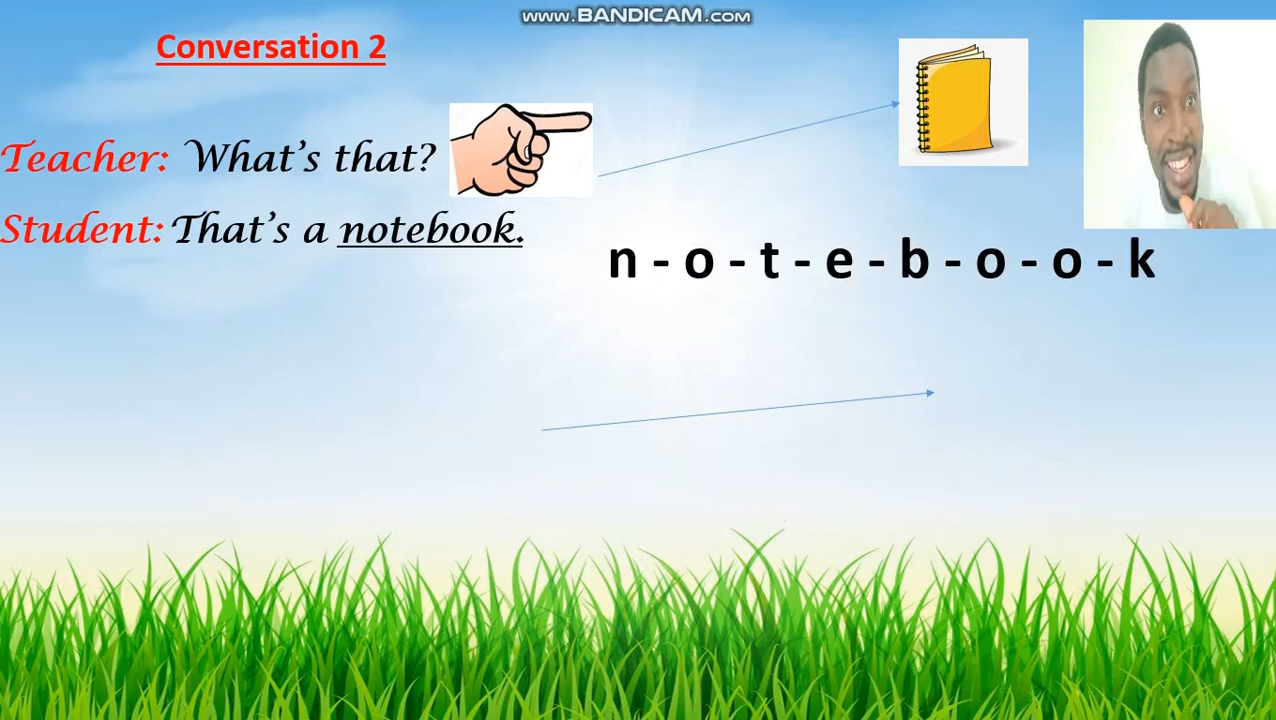 www.BANDICAM.com
Conversation 2
Teacher: What's that?
Student: That's a notebook.
n - o - t - e - b - o - o - k